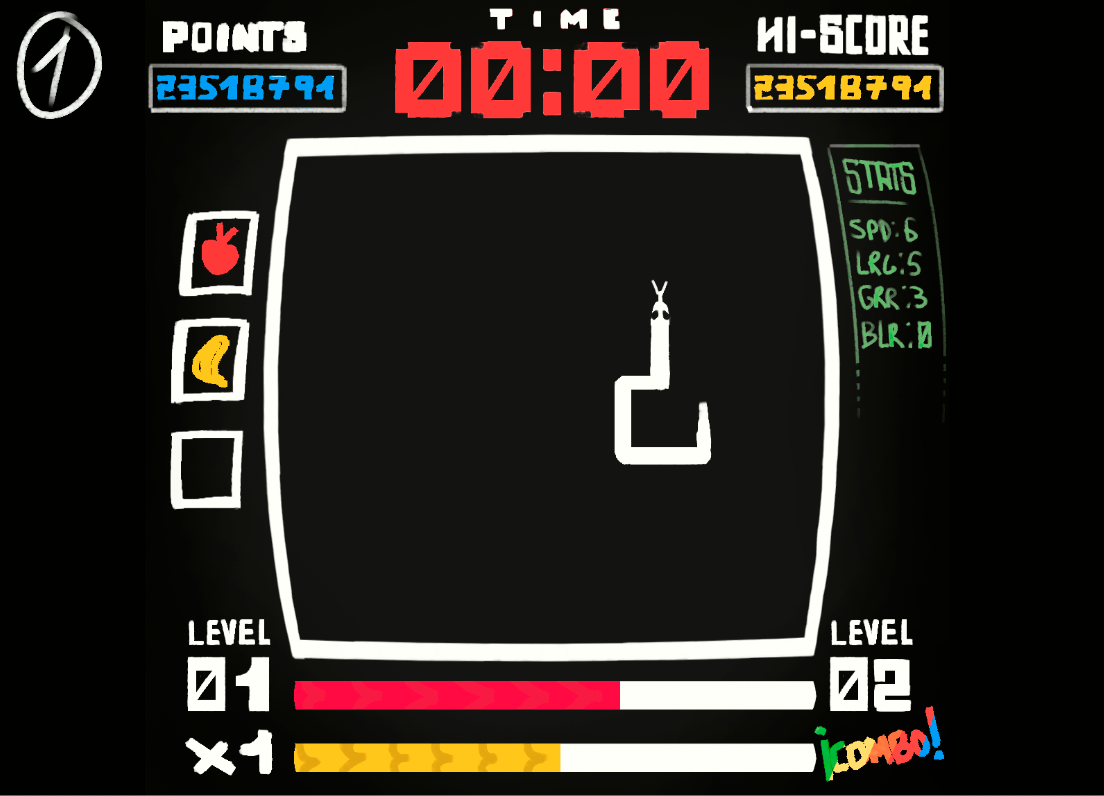 1
POINTS
23518791
TIME
00:00
HI-SCORE
23518791
STATS
SPD:6
LRG:5
GRR:3
BLR:0
LEVEL
01
LEVEL
02
x1
¡COMBO!